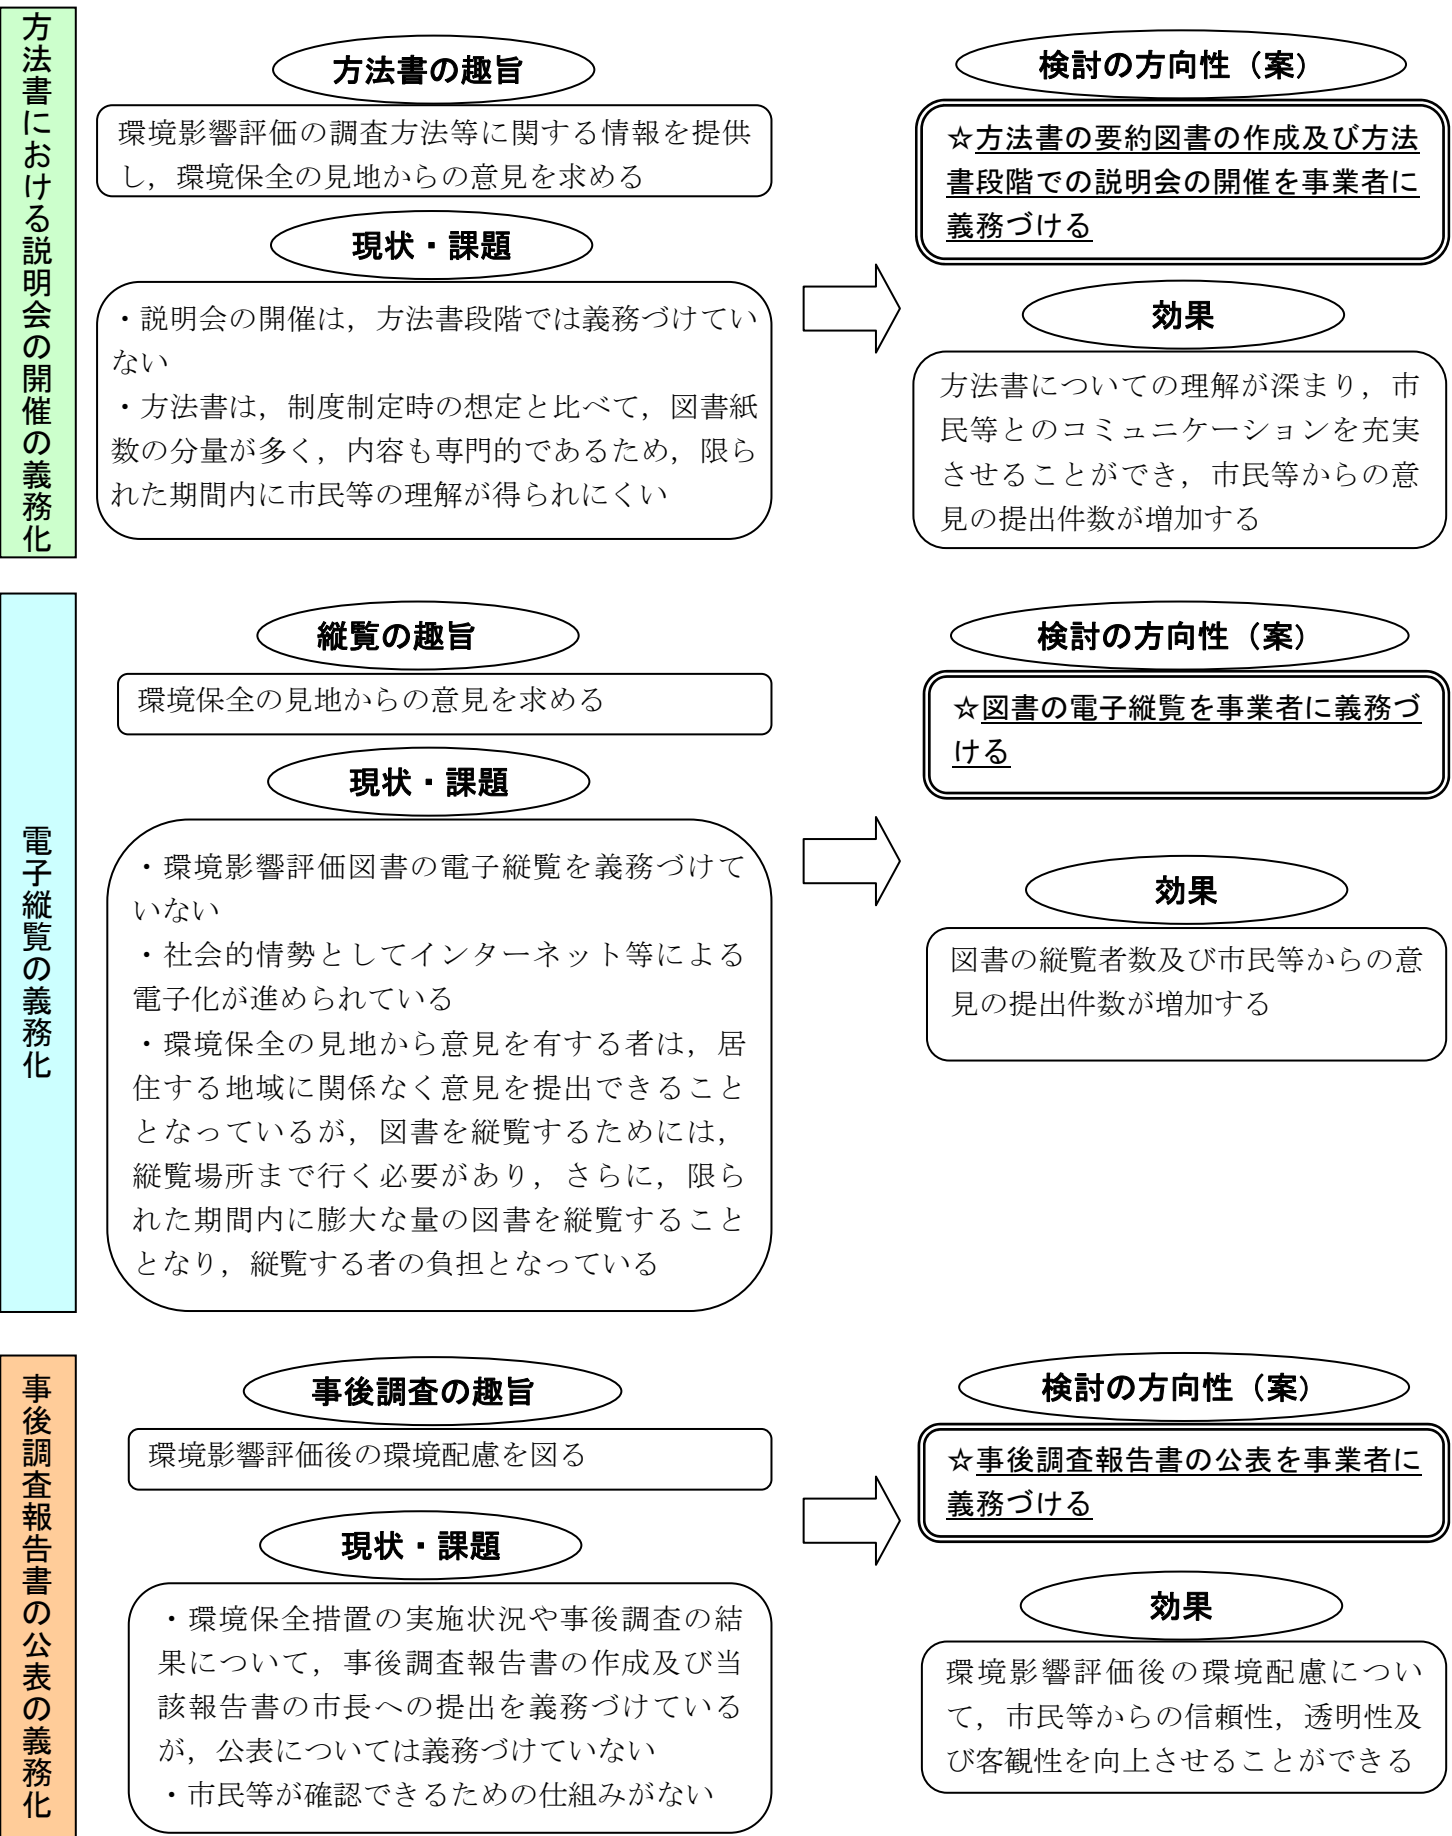 方法書における説明会の開催の義務化
方法書の趣旨
環境影響評価の調査方法等に関する情報を提供
し，環境保全の見地からの意見を求める
現状・課題
・説明会の開催は，方法書段階では義務づけてい
ない
・方法書は，制度制定時の想定と比べて，図書紙
数の分量が多く，内容も専門的であるため，限ら
れた期間内に市民等の理解が得られにくい
検討の方向性（案）
☆方法書の要約図書の作成及び方法
書段階での説明会の開催を事業者に
義務づける
効果
方法書についての理解が深まり，市
民等とのコミュニケーションを充実
させることができ，市民等からの意
見の提出件数が増加する
電子縦覧の義務化
縦覧の趣旨
環境保全の見地からの意見を求める
現状・課題
・環境影響評価図書の電子縦覧を義務づけて
いない
・社会的情勢としてインターネット等による
電子化が進められている
・環境保全の見地から意見を有する者は，居
住する地域に関係なく意見を提出できること
となっているが，図書を縦覧するためには，
縦覧場所まで行く必要があり，さらに，限ら
れた期間内に膨大な量の図書を縦覧すること
となり，縦覧する者の負担となっている
検討の方向性（案）
☆図書の電子縦覧を事業者に義務づ
ける
効果
図書の縦覧者数及び市民等からの意
見の提出件数が増加する
事後調査報告書の公表の義務化
事後調査の趣旨
環境影響評価後の環境配慮を図る
現状・課題
・環境保全措置の実施状況や事後調査の結
果について，事後調査報告書の作成及び当
該報告書の市長への提出を義務づけている
が，公表については義務づけていない
・市民等が確認できるための仕組みがない
検討の方向性（案）
☆事後調査報告書の公表を事業者に
義務づける
効果
環境影響評価後の環境配慮につい
て，市民等からの信頼性，透明性及
び客観性を向上させることができる